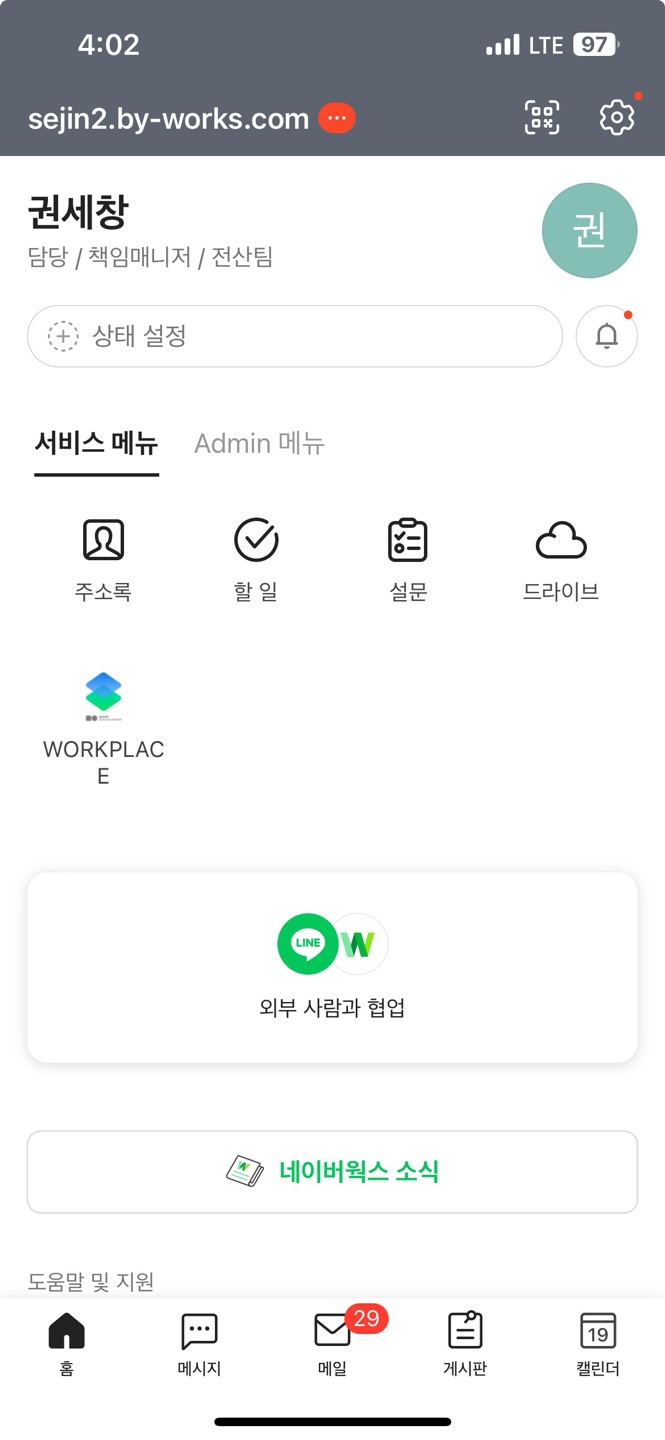 4:02
LTE 97
sejin2.by-works.com
권세창
담당 / 책임매니저 / 전산팀
권
상태 설정
서비스 메뉴 Admin 메뉴
주소록 할 일 설문 드라이브
WORKPLAC
E
LINE W
외부 사람과 협업
W 네이버웍스 소식
도움말 및 지원
29
19
홈 메시지 메일 게시판 캘린더